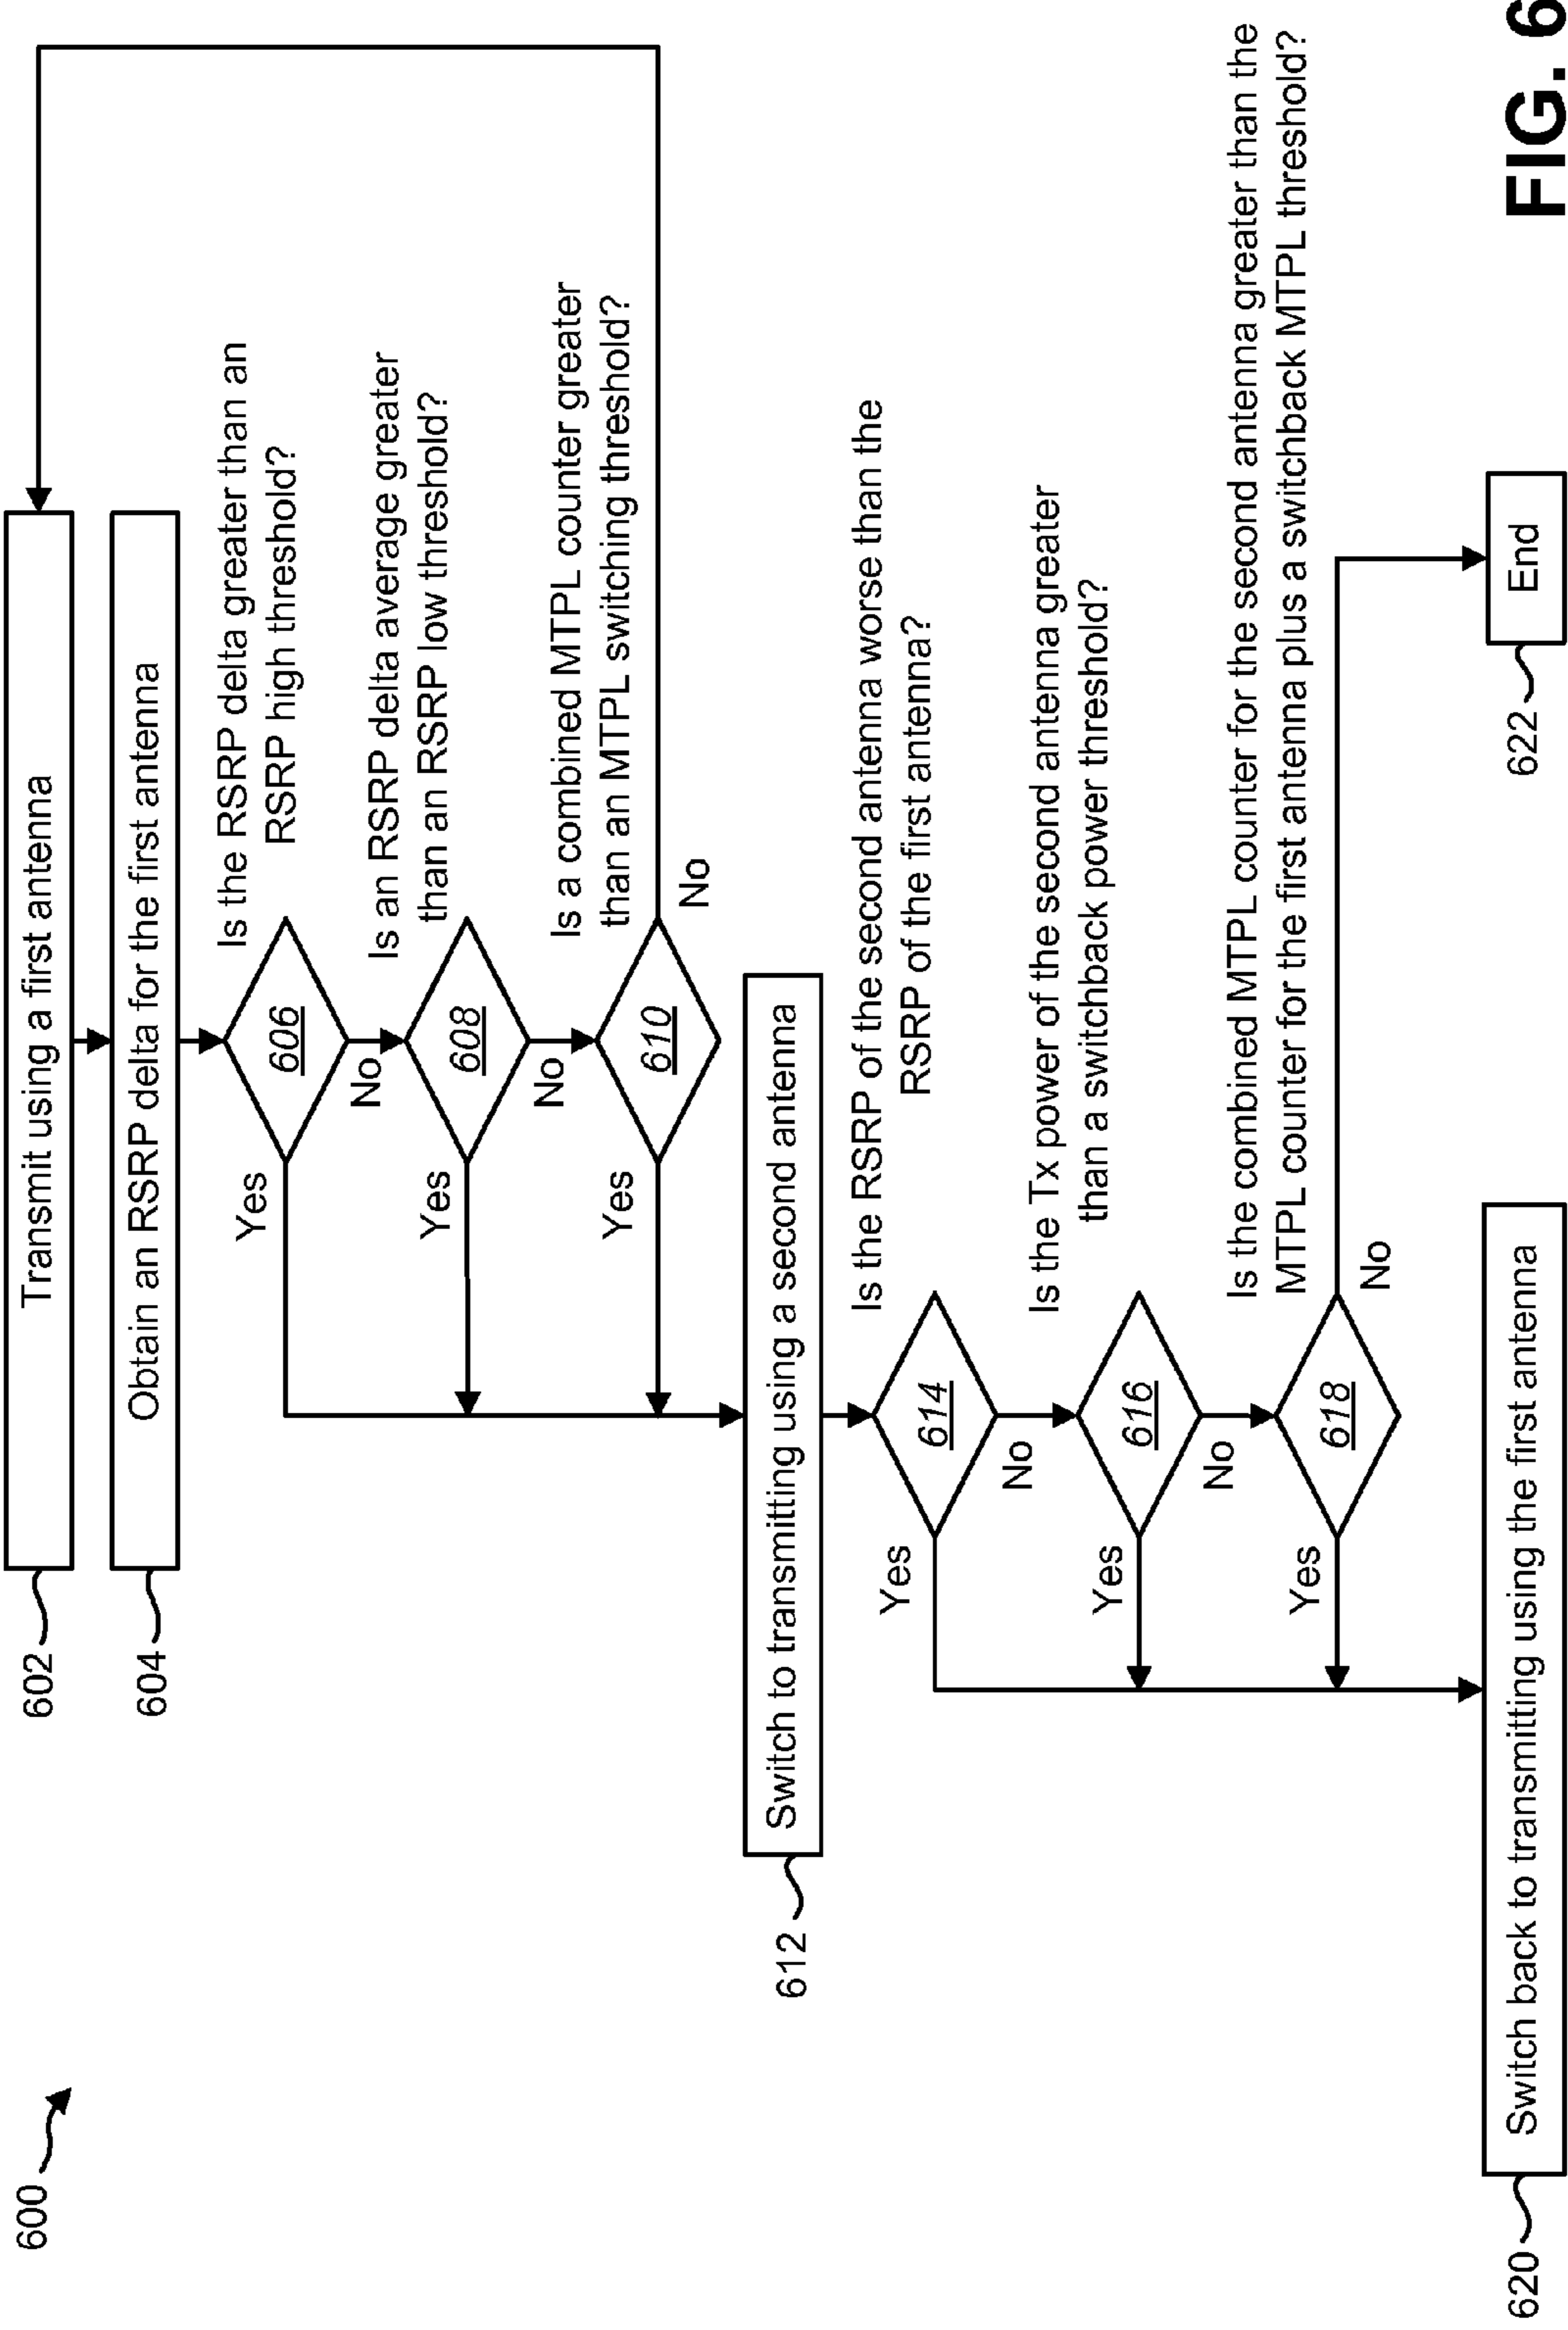 600
602
Transmit using a first antenna
604
Obtain an RSRP delta for the first antenna
Is the RSRP delta greater than an
RSRP high threshold?
606
Yes
No
Is an RSRP delta average greater
than an RSRP low threshold?
608
Yes
No
Is a combined MTPL counter greater
than an MTPL switching threshold?
610
Yes
No
612
Switch to transmitting using a second antenna
Is the RSRP of the second antenna worse than the
RSRP of the first antenna?
614
Yes
No
Is the Tx power of the second antenna greater
than a switchback power threshold?
616
Yes
No
Is the combined MTPL counter for the second antenna greater than the
MTPL counter for the first antenna plus a switchback MTPL threshold?
618
Yes
No
620
Switch back to transmitting using the first antenna
622
End
FIG. 6